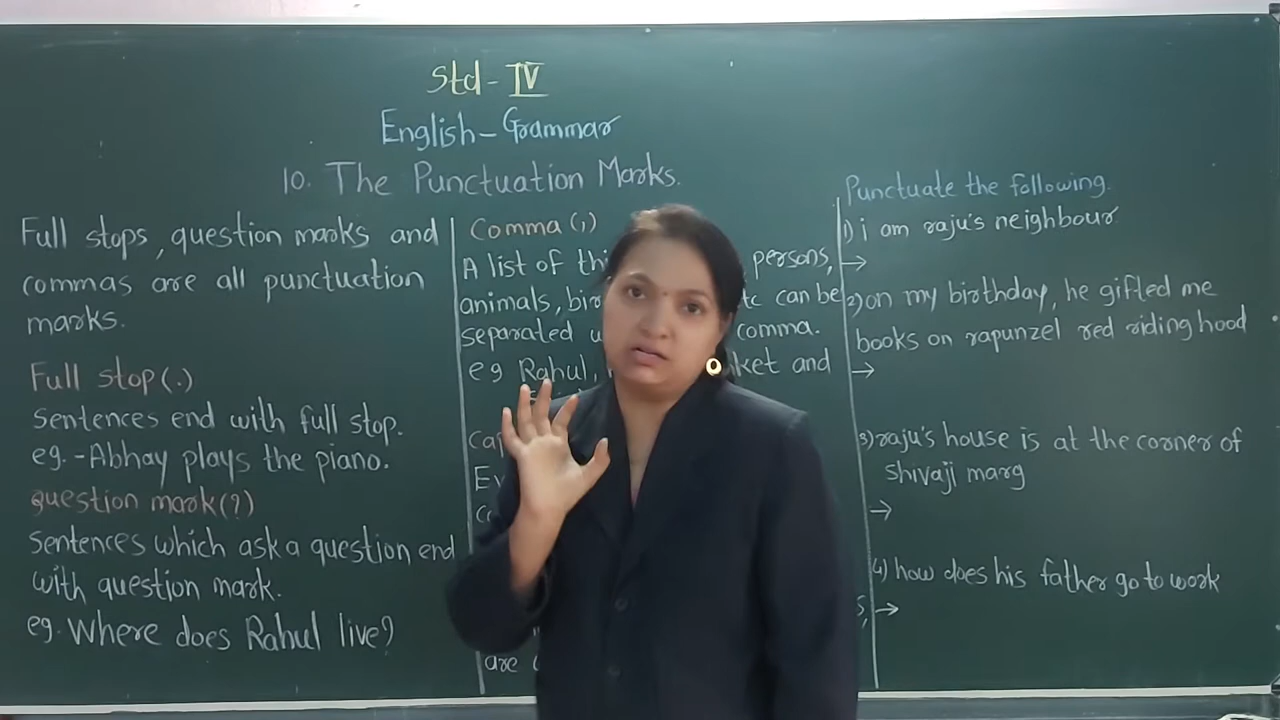 Std - IV
English - Grammar
10. The Punctuation Marks.
Full stops, question marks and
commas are all punctuation
marks.
Full stop (.)
Sentences end with full stop.
eg. - Abhay plays the piano.
question mark (?)
Sentences which ask a question end
with question mark.
eg. Where does Rahul live?
Comma (,)
A list of persons,
animals, can be
separated comma.
eg Rahul, and
are
Punctuate the following.
1) i am raju's neighbour
→
2) on my birthday, he gifted me
books on rapunzel red riding hood
→
3) raju's house is at the corner of
shivaji marg
→
4) how does his father go to work
→